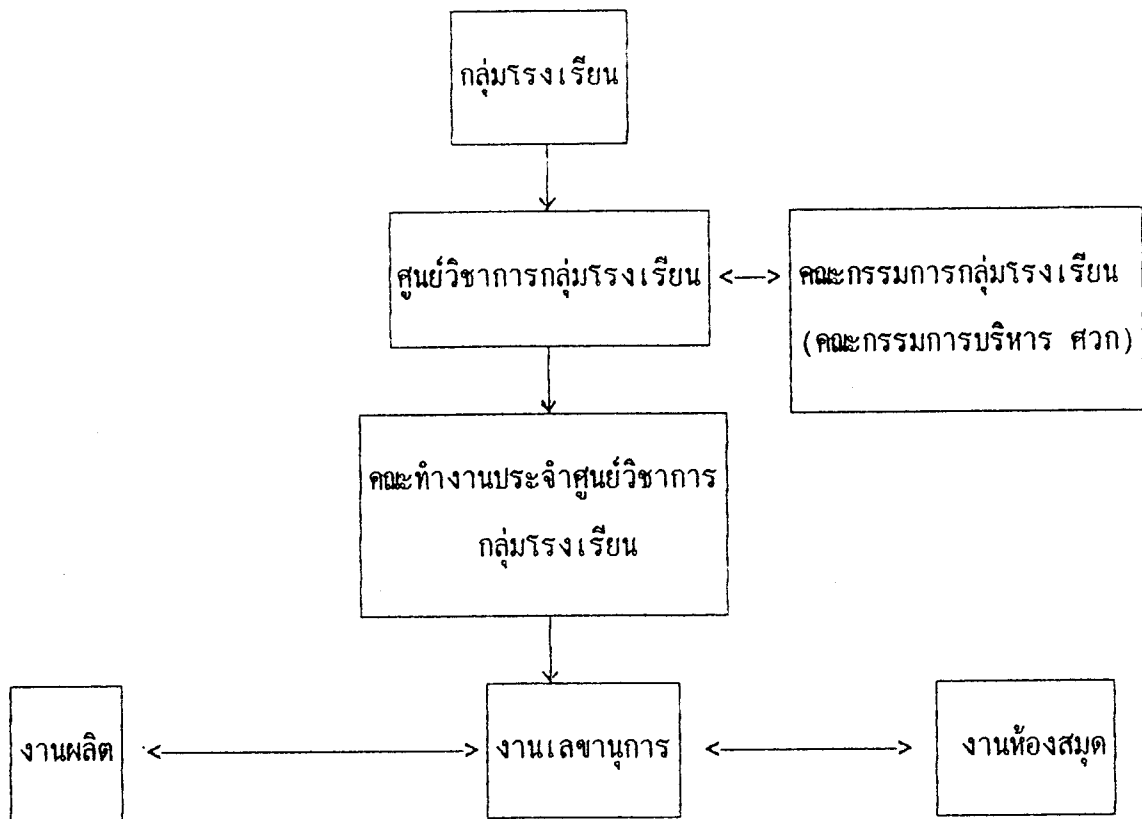 กลุ่มโรงเรียน
ศูนย์วิชาการกลุ่มโรงเรียน
คณะกรรมการกลุ่มโรงเรียน
(คณะกรรมการบริหาร ศวก)
คณะทำงานประจำศูนย์วิชาการ
กลุ่มโรงเรียน
งานผลิต
งานเลขานุการ
งานห้องสมุด